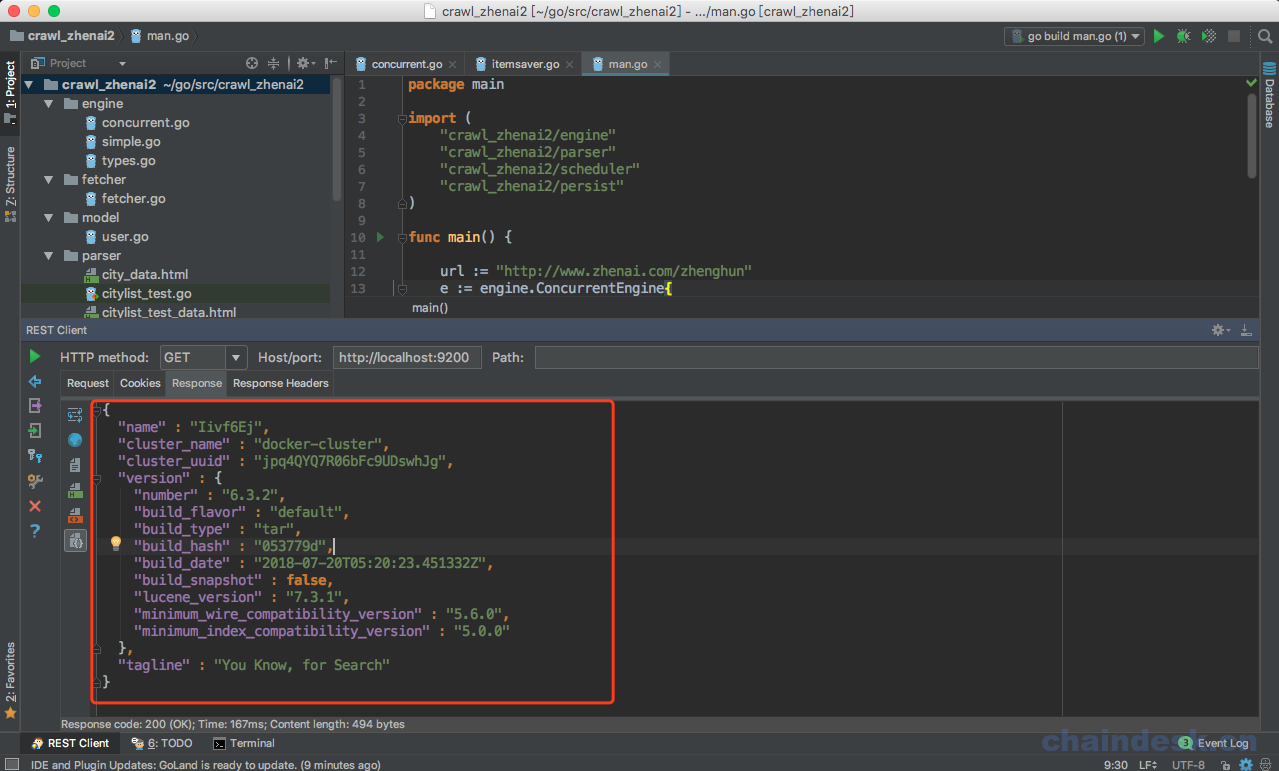 crawl_zhenai2 [~/go/src/crawl_zhenai2] - .../man.go [crawl_zhenai2]
crawl_zhenai2 man.go go build man.go (1)
Project
concurrent.go itemsaver.go man.go
1: Project
Z: Structure
2: Favorites
Database
crawl_zhenai2 ~/go/src/crawl_zhenai2
engine
concurrent.go
simple.go
types.go
fetcher
fetcher.go
model
user.go
parser
city_data.html
citylist_test.go
citylist_test_data.html
1 package main
2
3 import (
4 "crawl_zhenai2/engine"
5 "crawl_zhenai2/parser"
6 "crawl_zhenai2/scheduler"
7 "crawl_zhenai2/persist"
8 )
9
10 func main() {
11
12 url := "http://www.zhenai.com/zhenghun"
13 e := engine.ConcurrentEngine{
main()
REST Client
HTTP method: GET Host/port: http://localhost:9200 Path:
Request Cookies Response Response Headers
{
"name" : "Iivf6Ej",
"cluster_name" : "docker-cluster",
"cluster_uuid" : "jpq4QYQ7R06bFc9UDswhJg",
"version" : {
"number" : "6.3.2",
"build_flavor" : "default",
"build_type" : "tar",
"build_hash" : "053779d",
"build_date" : "2018-07-20T05:20:23.451332Z",
"build_snapshot" : false,
"lucene_version" : "7.3.1",
"minimum_wire_compatibility_version" : "5.6.0",
"minimum_index_compatibility_version" : "5.0.0"
},
"tagline" : "You Know, for Search"
}
Response code: 200 (OK); Time: 167ms; Content length: 494 bytes
REST Client 6: TODO Terminal 3 Event Log
chaindesk.cn
IDE and Plugin Updates: GoLand is ready to update. (9 minutes ago) 9:30 LF÷ UTF-8